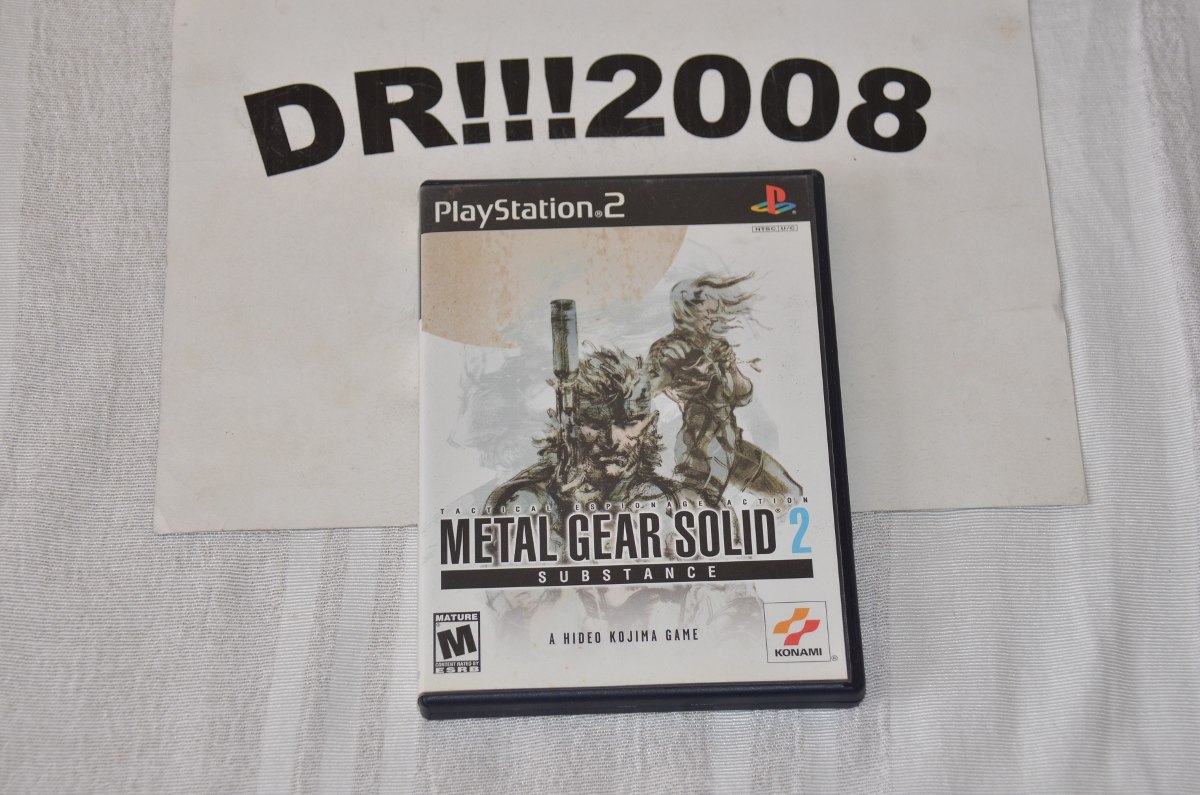 DR!!!2008
PlayStation®2
NTSC U/C
TACTICAL ESPIONAGE ACTION
METAL GEAR SOLID® 2
SUBSTANCE
A HIDEO KOJIMA GAME
MATURE
M
CONTENT RATED BY
ESRB
KONAMI®